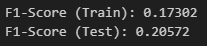 F1-Score (Train): 0.17302
F1-Score (Test): 0.20572